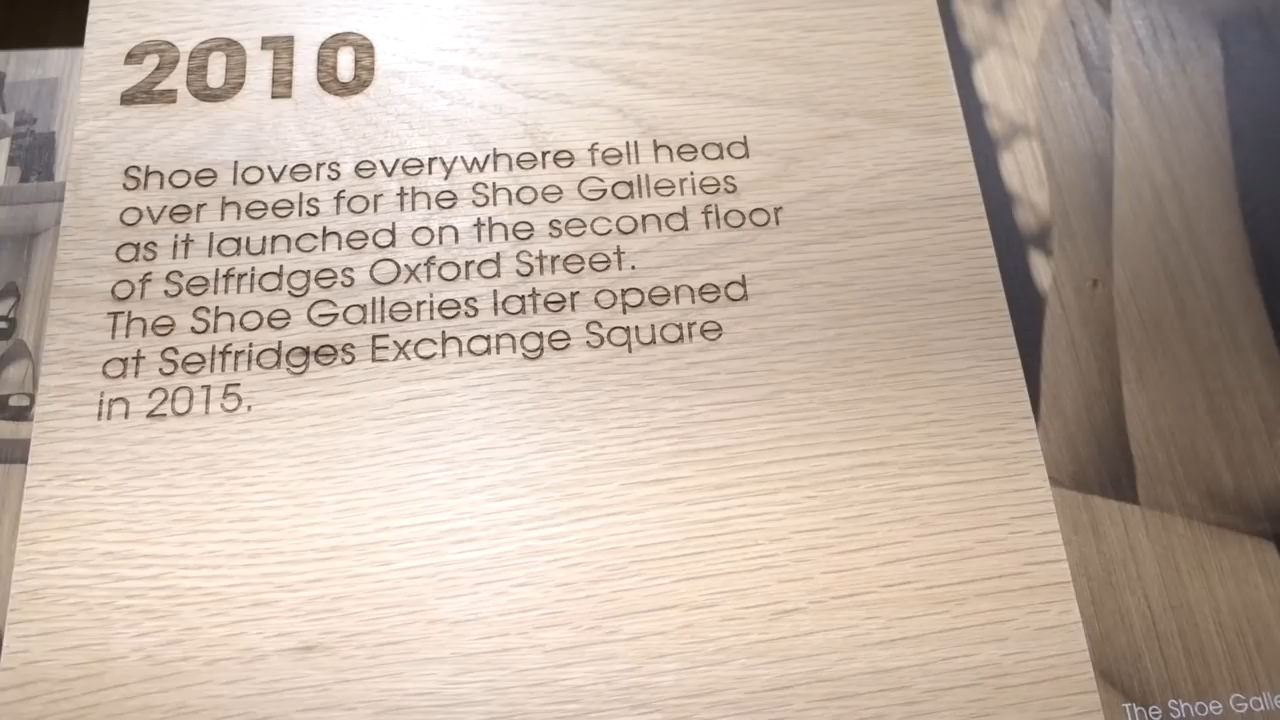 2010
Shoe lovers everywhere fell head
over heels for the Shoe Galleries
as it launched on the second floor
of Selfridges Oxford Street.
The Shoe Galleries later opened
at Selfridges Exchange Square
in 2015.
The Shoe